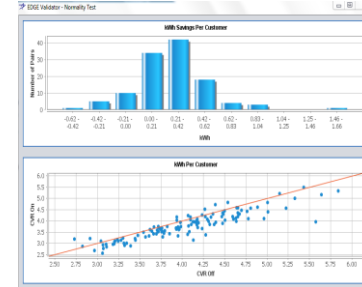 EDGE Validator - Normality Test
kWh Savings Per Customer
Number of Pairs
40
30
20
10
0
-0.62 - -0.42
-0.42 - -0.21
-0.21 - 0.00
0.00 - 0.21
0.21 - 0.42
0.42 - 0.62
0.62 - 0.83
0.83 - 1.04
1.04 - 1.25
1.25 - 1.46
1.46 - 1.66
kWh
kWh Per Customer
CVR On
6.0
5.5
5.0
4.5
4.0
3.5
3.0
2.5
2.50 2.75 3.00 3.25 3.50 3.75 4.00 4.25 4.50 4.75 5.00 5.25 5.50 5.75 6.00
CVR Off